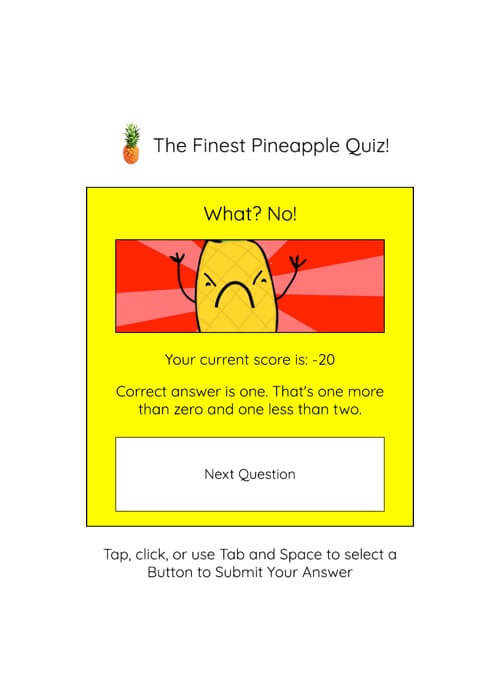 The Finest Pineapple Quiz!
What? No!
Your current score is: -20
Correct answer is one. That's one more
than zero and one less than two.
Next Question
Tap, click, or use Tab and Space to select a
Button to Submit Your Answer